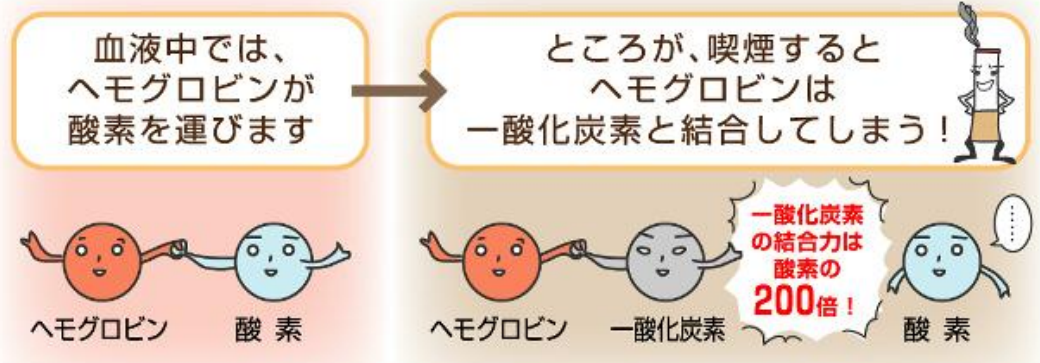 血液中では、
ヘモグロビンが
酸素を運びます
ところが、喫煙すると
ヘモグロビンは
一酸化炭素と結合してしまう！
ヘモグロビン
酸素
ヘモグロビン
一酸化炭素
一酸化炭素
の結合力は
酸素の
200倍！
……
酸素